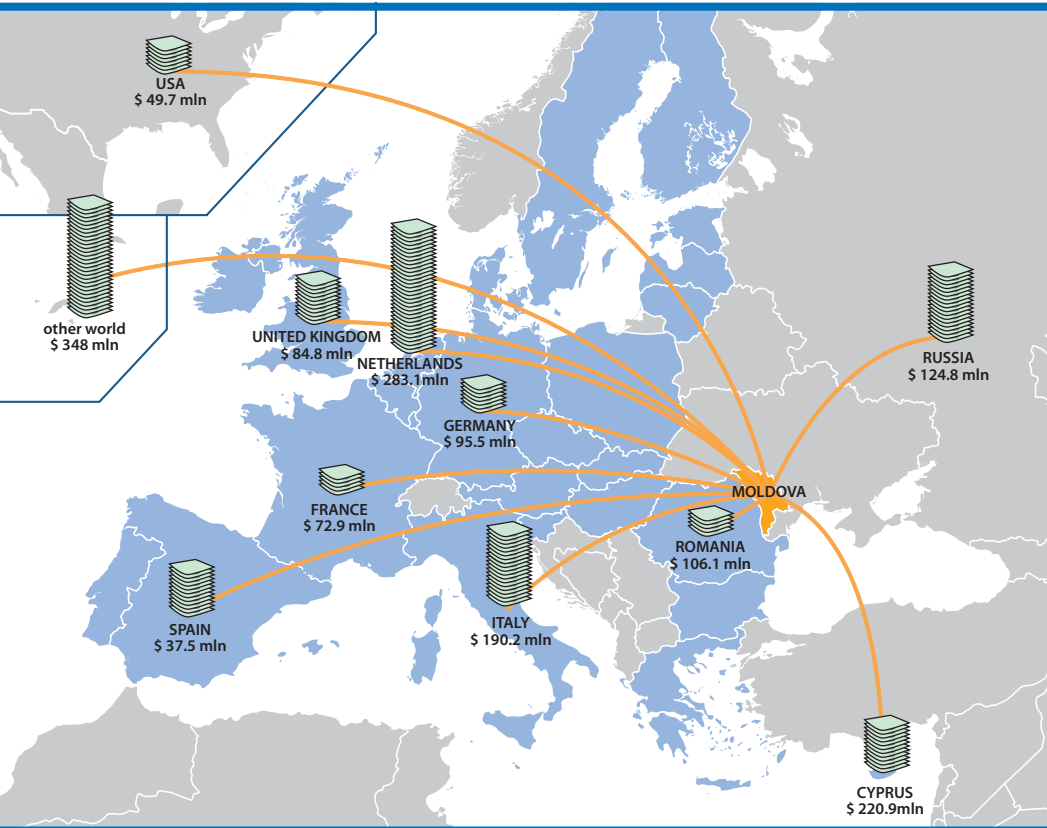 USA
$ 49.7 mln
other world
$ 348 mln
UNITED KINGDOM
$ 84.8 mln
NETHERLANDS
$ 283.1mln
RUSSIA
$ 124.8 mln
GERMANY
$ 95.5 mln
MOLDOVA
FRANCE
$ 72.9 mln
ROMANIA
$ 106.1 mln
SPAIN
$ 37.5 mln
ITALY
$ 190.2 mln
CYPRUS
$ 220.9mln